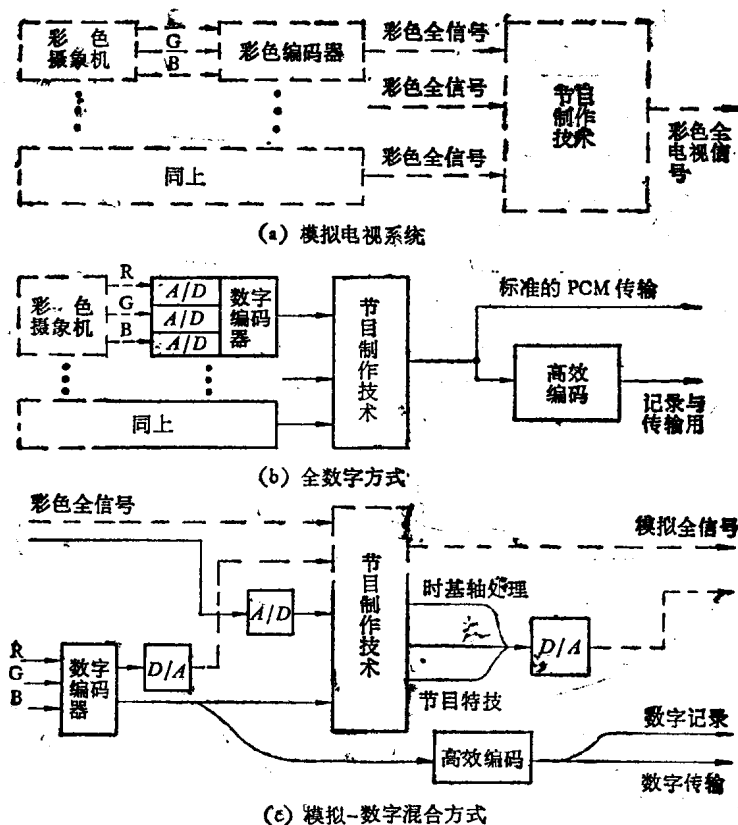 彩色
摄象机
G
B
彩色编码器
彩色全信号
彩色全信号
彩色全信号
同上
节目
制作
技术
彩色全
电视信
号
(a) 模拟电视系统
彩色
摄象机
R
G
B
A/D
A/D
A/D
数字
编码
器
节目制作技术
标准的 PCM 传输
高效
编码
记录与
传输用
同上
(b) 全数字方式
彩色全信号
模拟全信号
节目制作技术
时基轴处理
A/D
D/A
R
G
B
数字
编码
器
D/A
节目特技
高效编码
数字记录
数字传输
(c) 模拟-数字混合方式